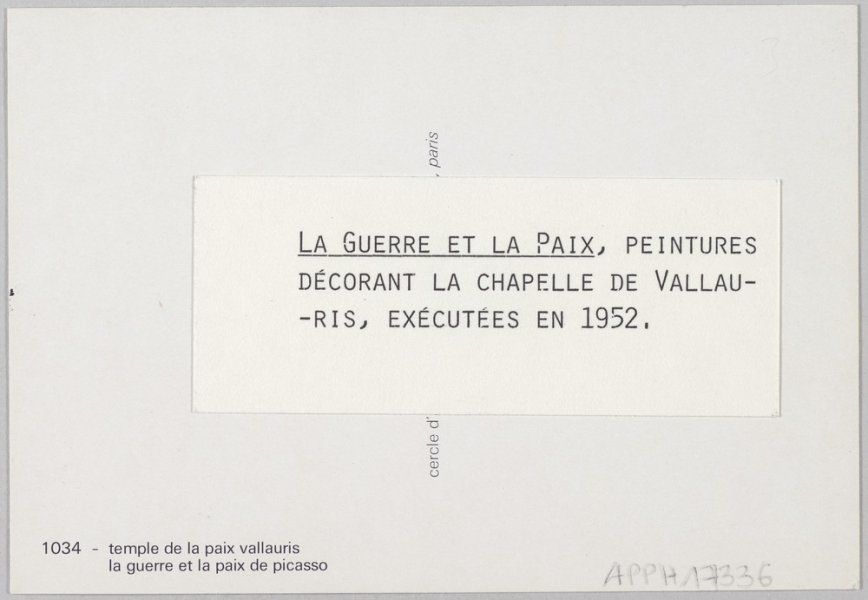 , paris
LA GUERRE ET LA PAIX, PEINTURES
DÉCORANT LA CHAPELLE DE VALLAU-
-RIS, EXÉCUTÉES EN 1952.
cercle d'
1034 - temple de la paix vallauris
la guerre et la paix de picasso
APPH17336